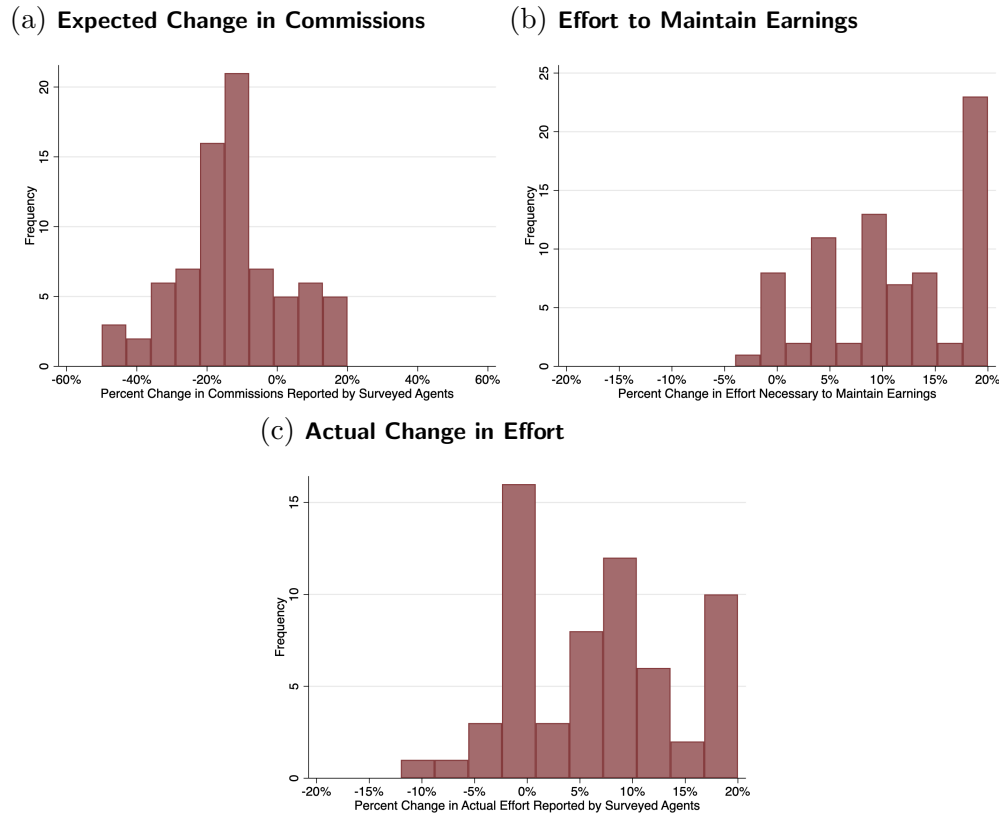 (a) Expected Change in Commissions
Frequency
20
15
10
5
0
-60% -40% -20% 0% 20% 40% 60%
Percent Change in Commissions Reported by Surveyed Agents
(b) Effort to Maintain Earnings
Frequency
25
20
15
10
5
0
-20% -15% -10% -5% 0% 5% 10% 15% 20%
Percent Change in Effort Necessary to Maintain Earnings
(c) Actual Change in Effort
Frequency
15
10
5
0
-20% -15% -10% -5% 0% 5% 10% 15% 20%
Percent Change in Actual Effort Reported by Surveyed Agents